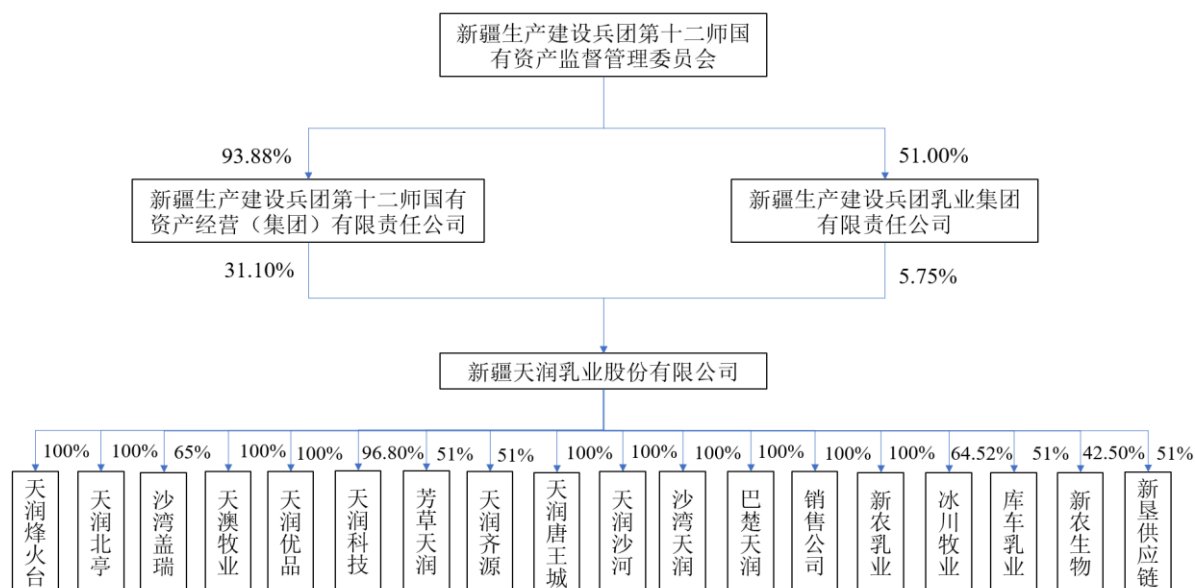 新疆生产建设兵团第十二师国
有资产监督管理委员会
93.88%
51.00%
新疆生产建设兵团第十二师国有
资产经营（集团）有限责任公司
新疆生产建设兵团乳业集团
有限责任公司
31.10%
5.75%
新疆天润乳业股份有限公司
100%
100%
65%
100%
100%
96.80%
51%
51%
100%
100%
100%
100%
100%
100%
64.52%
51%
42.50%
51%
天润烽火台
天润北亭
沙湾盖瑞
天澳牧业
天润优品
天润科技
芳草天润
天润齐源
天润唐王城
天润沙河
沙湾天润
巴楚天润
销售公司
新农乳业
冰川牧业
库车乳业
新农生物
新垦供应链